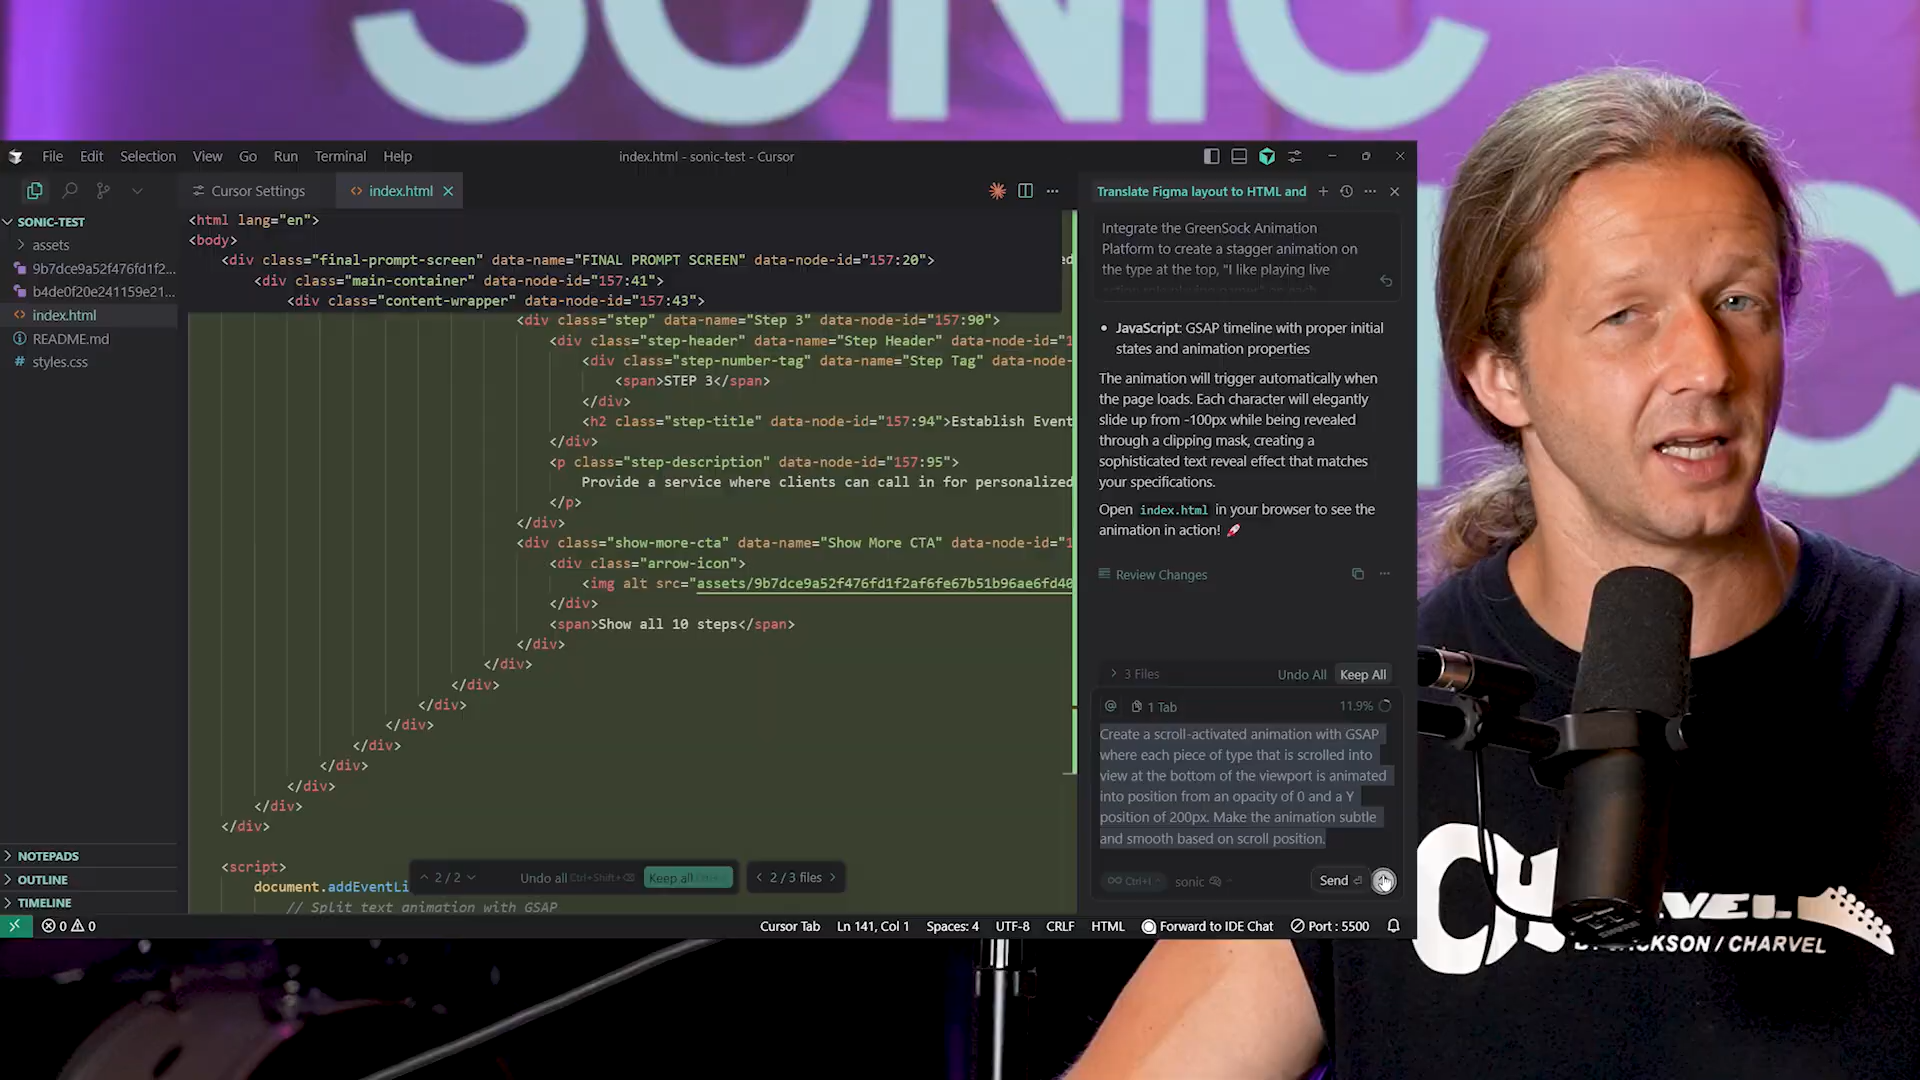 SONIC
File Edit Selection View Go Run Terminal Help
index.html - sonic-test - Cursor
Cursor Settings
index.html
SONIC-TEST
assets
9b7dce9a52f476fd1f2...
b4de0f20e241159e21...
index.html
README.md
styles.css
NOTEPADS
OUTLINE
TIMELINE
<html lang="en">
<body>
<div class="final-prompt-screen" data-name="FINAL PROMPT SCREEN" data-node-id="157:20">
<div class="main-container" data-node-id="157:41">
<div class="content-wrapper" data-node-id="157:43">
<div class="step" data-name="Step 3" data-node-id="157:90">
<div class="step-header" data-name="Step Header" data-node-id="1
<div class="step-number-tag" data-name="Step Tag" data-node-
<span>STEP 3</span>
</div>
<h2 class="step-title" data-node-id="157:94">Establish Event
</div>
<p class="step-description" data-node-id="157:95">
Provide a service where clients can call in for personalized
</p>
</div>
<div class="show-more-cta" data-name="Show More CTA" data-node-id="1
<div class="arrow-icon">
<img alt src="assets/9b7dce9a52f476fd1f2af6fe67b51b96ae6fd40
</div>
<span>Show all 10 steps</span>
</div>
</div>
</div>
</div>
</div>
</div>
</div>
</div>
</div>
</div>
<script>
document.addEventLi
// Split text animation with GSAP
2 / 2
Undo all Ctrl+Shift+
Keep all
2 / 3 files
Translate Figma layout to HTML and
Integrate the GreenSock Animation
Platform to create a stagger animation on
the type at the top, "I like playing live
• JavaScript: GSAP timeline with proper initial
states and animation properties
The animation will trigger automatically when
the page loads. Each character will elegantly
slide up from -100px while being revealed
through a clipping mask, creating a
sophisticated text reveal effect that matches
your specifications.
Open index.html in your browser to see the
animation in action! 🚀
Review Changes
3 Files
Undo All
Keep All
@
1 Tab
11.9%
Create a scroll-activated animation with GSAP
where each piece of type that is scrolled into
view at the bottom of the viewport is animated
into position from an opacity of 0 and a Y
position of 200px. Make the animation subtle
and smooth based on scroll position.
Ctrl+I
sonic
Send
0 0
Cursor Tab
Ln 141, Col 1
Spaces: 4
UTF-8
CRLF
HTML
Forward to IDE Chat
Port : 5500
JACKSON / CHARVEL